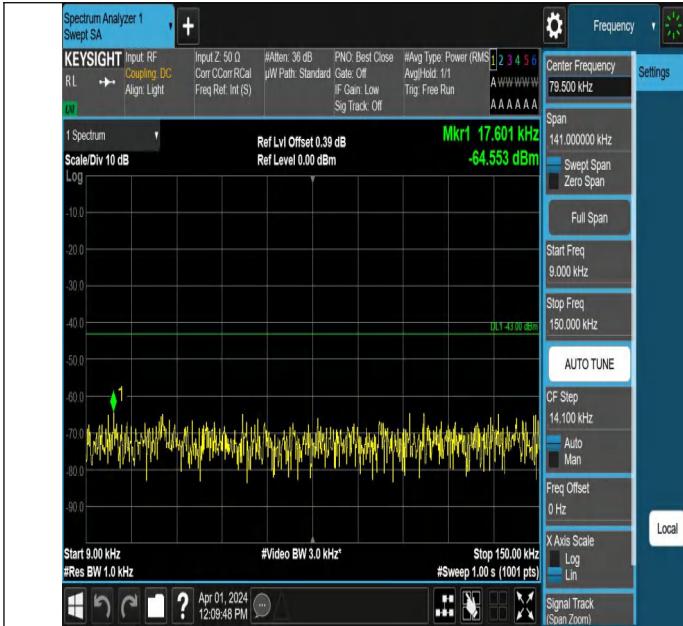 Spectrum Analyzer 1
Swept SA
+
Frequency
KEYSIGHT
RL
Input: RF
Coupling: DC
Align: Light
Input Z: 50 Ω
Corr CCorr RCal
Freq Ref: Int (S)
#Atten: 36 dB
µW Path: Standard
PNO: Best Close
Gate: Off
IF Gain: Low
Sig Track: Off
#Avg Type: Power (RMS
Avg|Hold: 1/1
Trig: Free Run
1 2 3 4 5 6
A W W W W W
A A A A A A
1 Spectrum
Scale/Div 10 dB
Log
Ref Lvl Offset 0.39 dB
Ref Level 0.00 dBm
Mkr1 17.601 kHz
-64.553 dBm
-10.0
-20.0
-30.0
-40.0
DL1 -43.00 dBm
-50.0
-60.0
1
-70.0
-80.0
-90.0
Start 9.00 kHz
#Res BW 1.0 kHz
#Video BW 3.0 kHz*
Stop 150.00 kHz
#Sweep 1.00 s (1001 pts)
?
Apr 01, 2024
12:09:48 PM
Center Frequency
79.500 kHz
Settings
Span
141.000000 kHz
Swept Span
Zero Span
Full Span
Start Freq
9.000 kHz
Stop Freq
150.000 kHz
AUTO TUNE
CF Step
14.100 kHz
Auto
Man
Freq Offset
0 Hz
Local
X Axis Scale
Log
Lin
Signal Track
(Span Zoom)